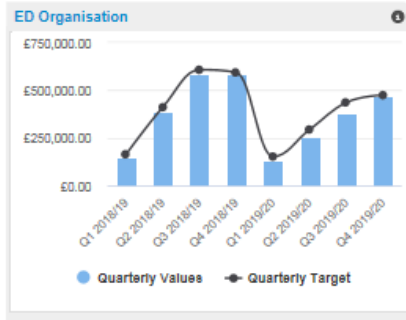 ED Organisation
£750,000.00
£500,000.00
£250,000.00
£0.00
Q1 2018/19
Q2 2018/19
Q3 2018/19
Q4 2018/19
Q1 2019/20
Q2 2019/20
Q3 2019/20
Q4 2019/20
Quarterly Values
Quarterly Target